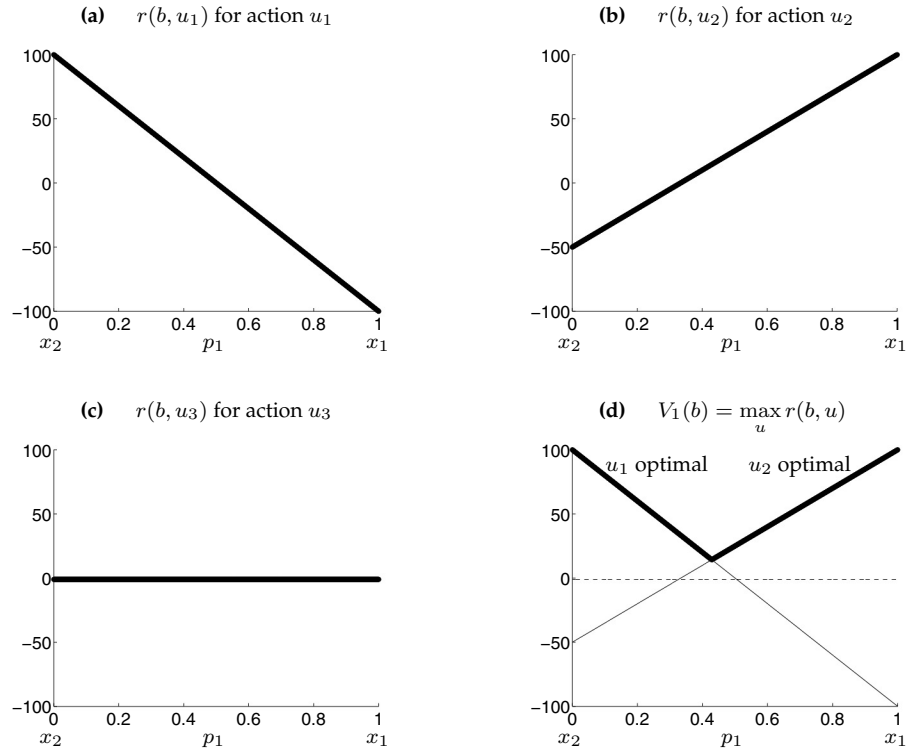 (a) r(b, u₁) for action u₁
100
50
0
−50
−100
0 0.2 0.4 0.6 0.8 1
x₂ p₁ x₁
(b) r(b, u₂) for action u₂
100
50
0
−50
−100
0 0.2 0.4 0.6 0.8 1
x₂ p₁ x₁
(c) r(b, u₃) for action u₃
100
50
0
−50
−100
0 0.2 0.4 0.6 0.8 1
x₂ p₁ x₁
(d) V₁(b) = max r(b, u)
u
u₁ optimal u₂ optimal
100
50
0
−50
−100
0 0.2 0.4 0.6 0.8 1
x₂ p₁ x₁